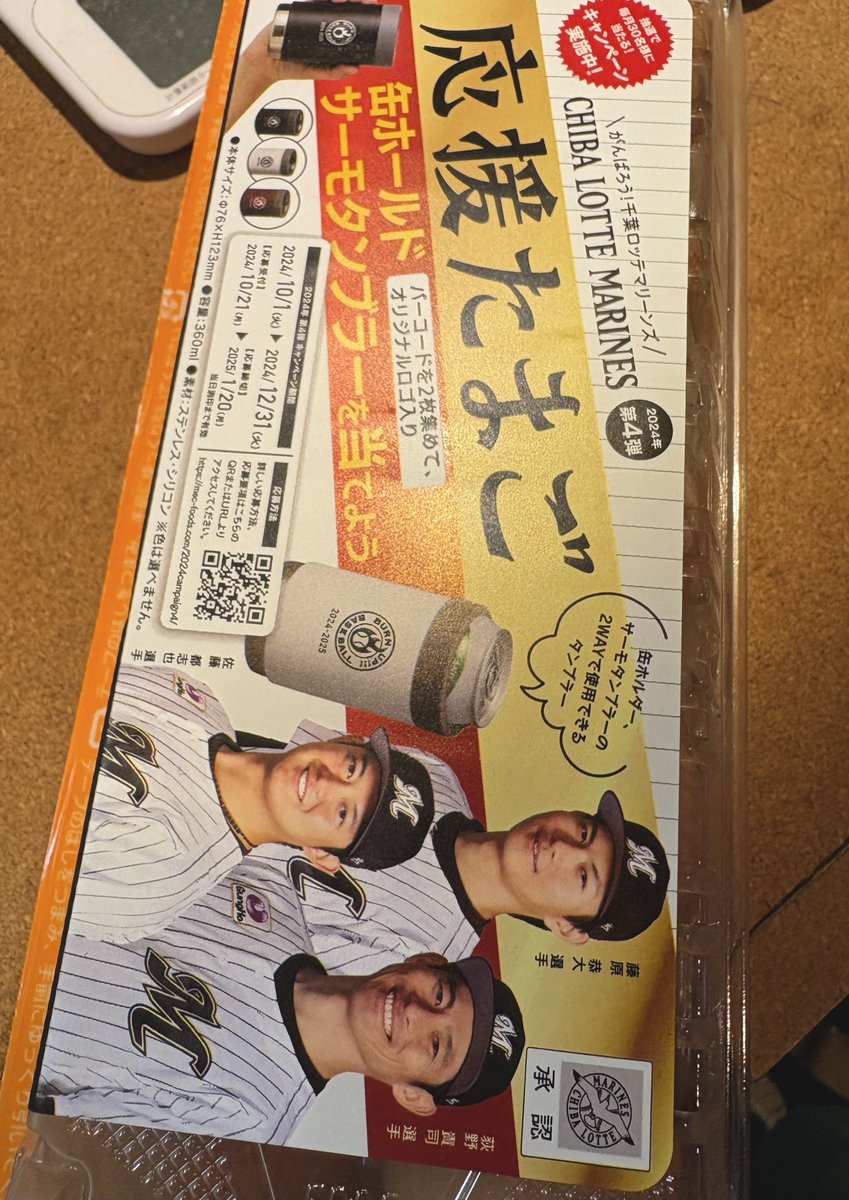 抽選で
毎月30名様に
当たる!
キャンペーン
実施中!
\がんばろう!千葉ロッテマリーンズ/
CHIBA LOTTE MARINES
2024年
第4弾
応援たまご
バーコードを2枚集めて、
オリジナルロゴ入り
缶ホールド
サーモタンブラーを当てよう
缶ホルダー、
サーモタンブラーの
2WAYで使用できる
タンブラー
2024年 第4弾 キャンペーン期間
2024/10/1(火)▶2024/12/31(火)
【応募受付】
2024/10/21(月)▶
【応募締切】
2025/1/20(月)
当日消印まで有効
応募方法
詳しい応募方法、
応募要項はこちらの
QRまたはURLより
アクセスしてください。
https://nec-foods.com/2024campaign4/
●本体サイズ:Φ76×H123mm ●容量:360ml ●素材:ステンレス・シリコン ※色は選べません。
BURN UP!!!
BASEBALL
2024-2025
佐藤都志也選手
藤原恭大選手
荻野貴司選手
M
M
M
M
M
GungHo
GungHo
MARINES
CHIBA LOTTE
承認